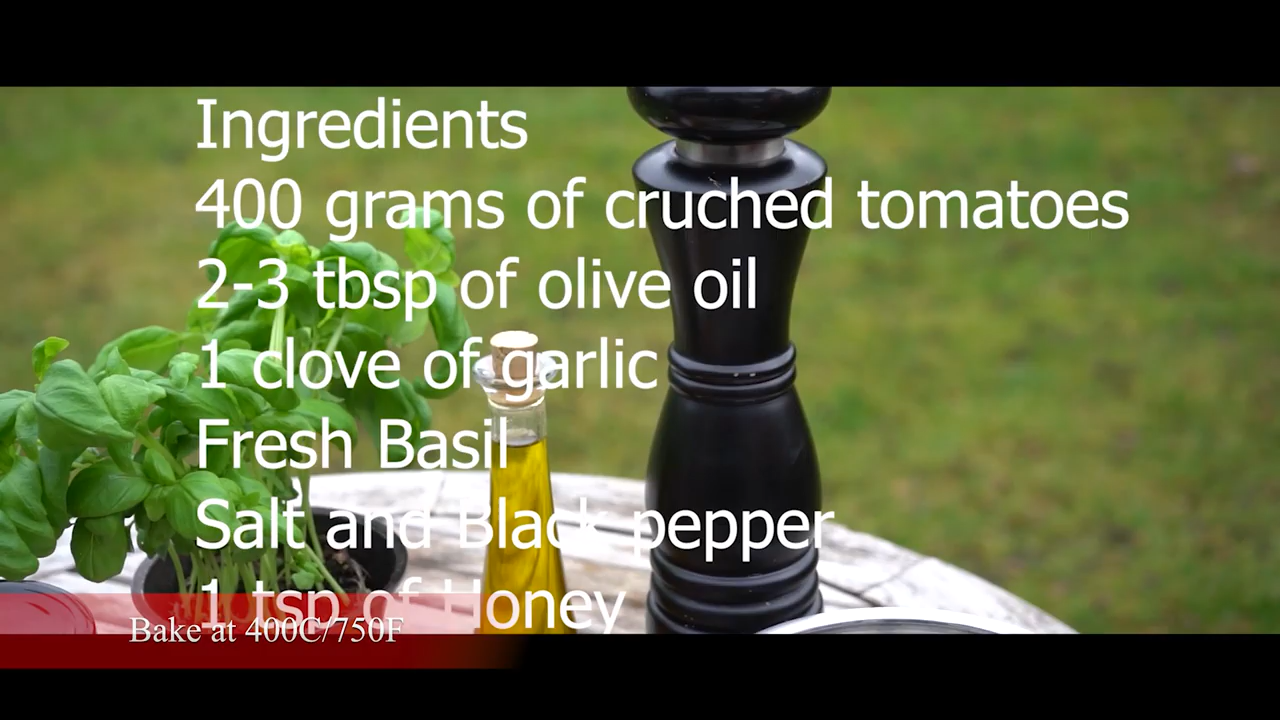 Ingredients
400 grams of cruched tomatoes
2-3 tbsp of olive oil
1 clove of garlic
Fresh Basil
Salt and Black pepper
1 tsp of Honey
Bake at 400C/750F